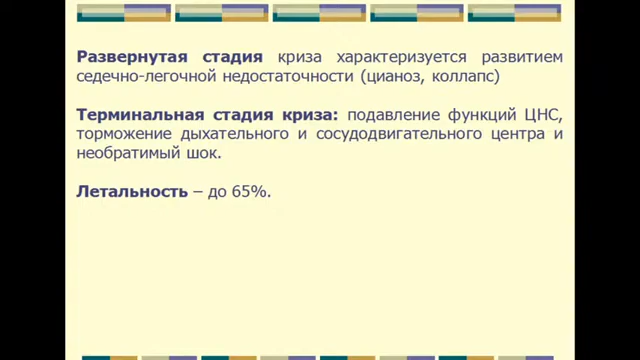 Развернутая стадия криза характеризуется развитием
седечно-легочной недостаточности (цианоз, коллапс)
Терминальная стадия криза: подавление функций ЦНС,
торможение дыхательного и сосудодвигательного центра и
необратимый шок.
Летальность – до 65%.